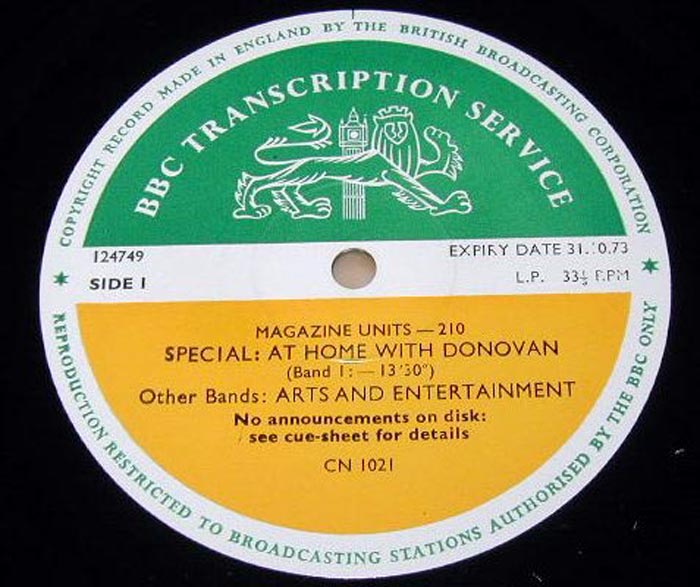 COPYRIGHT RECORD MADE IN ENGLAND BY THE BRITISH BROADCASTING CORPORATION
BBC TRANSCRIPTION SERVICE
124749
EXPIRY DATE 31.10.73
SIDE 1
L.P. 33⅓ R.P.M
MAGAZINE UNITS — 210
SPECIAL: AT HOME WITH DONOVAN
(Band 1: — 13'30")
Other Bands: ARTS AND ENTERTAINMENT
No announcements on disk:
see cue-sheet for details
CN 1021
REPRODUCTION RESTRICTED TO BROADCASTING STATIONS AUTHORISED BY THE BBC ONLY